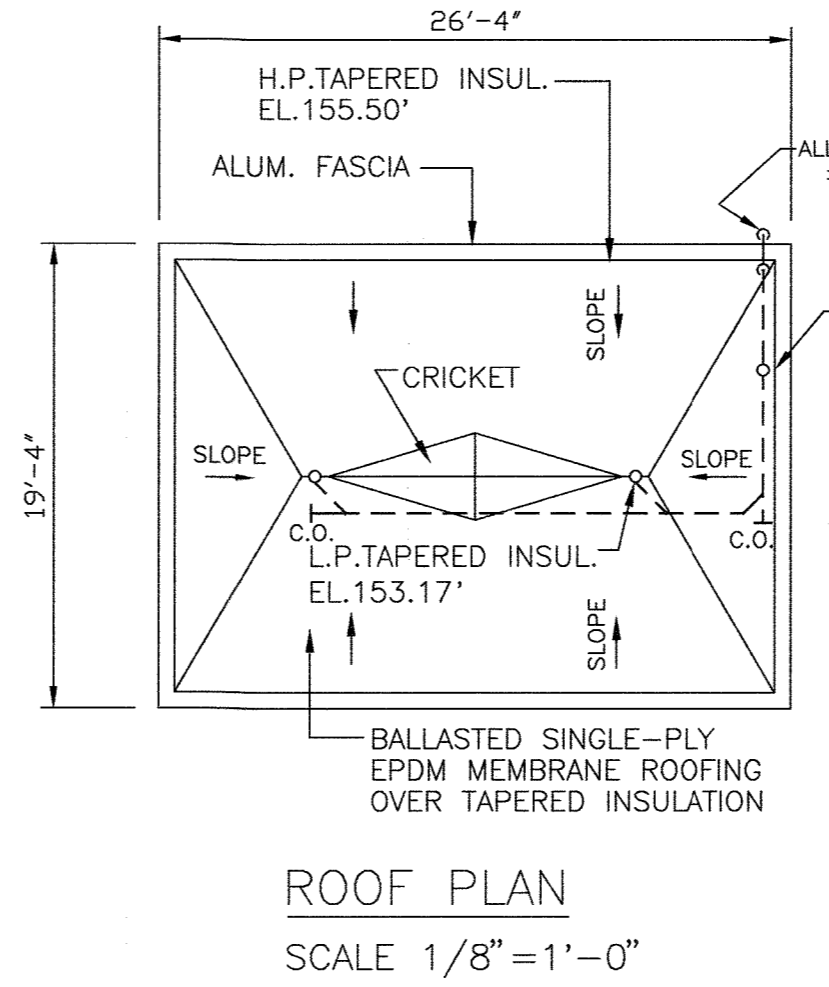 26'-4"
H.P.TAPERED INSUL.
EL.155.50'
ALUM. FASCIA
SLOPE
CRICKET
19'-4"
SLOPE
SLOPE
C.O.
C.O.
L.P.TAPERED INSUL.
EL.153.17'
SLOPE
BALLASTED SINGLE-PLY
EPDM MEMBRANE ROOFING
OVER TAPERED INSULATION
ROOF PLAN
SCALE 1/8"=1'-0"